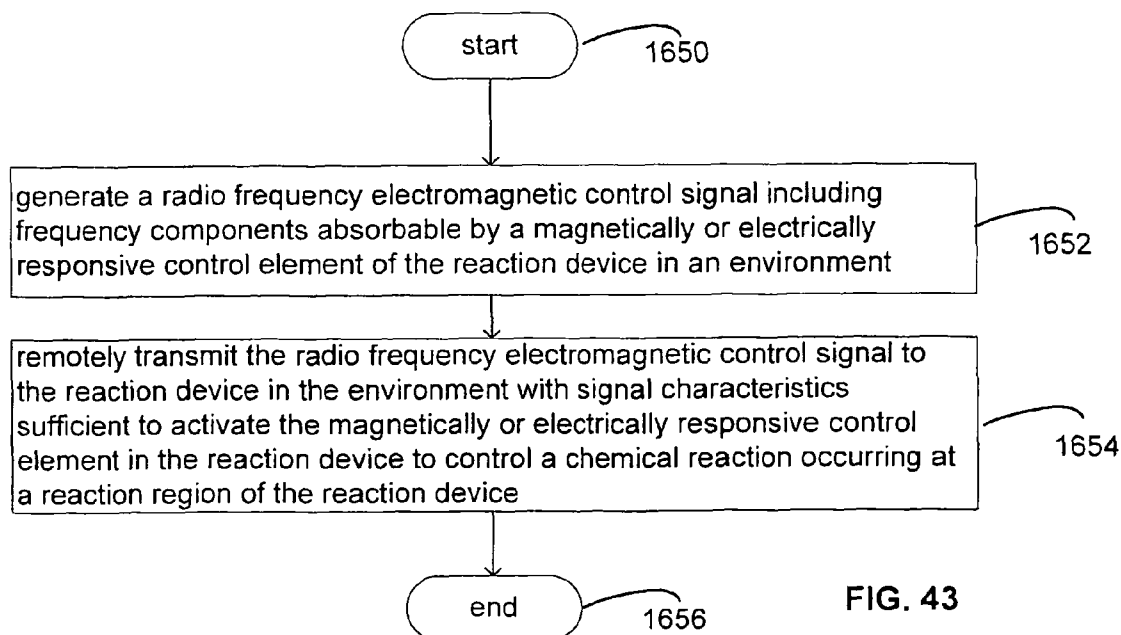 start
1650
generate a radio frequency electromagnetic control signal including
frequency components absorbable by a magnetically or electrically
responsive control element of the reaction device in an environment
1652
remotely transmit the radio frequency electromagnetic control signal to
the reaction device in the environment with signal characteristics
sufficient to activate the magnetically or electrically responsive control
element in the reaction device to control a chemical reaction occurring at
a reaction region of the reaction device
1654
end
1656
FIG. 43